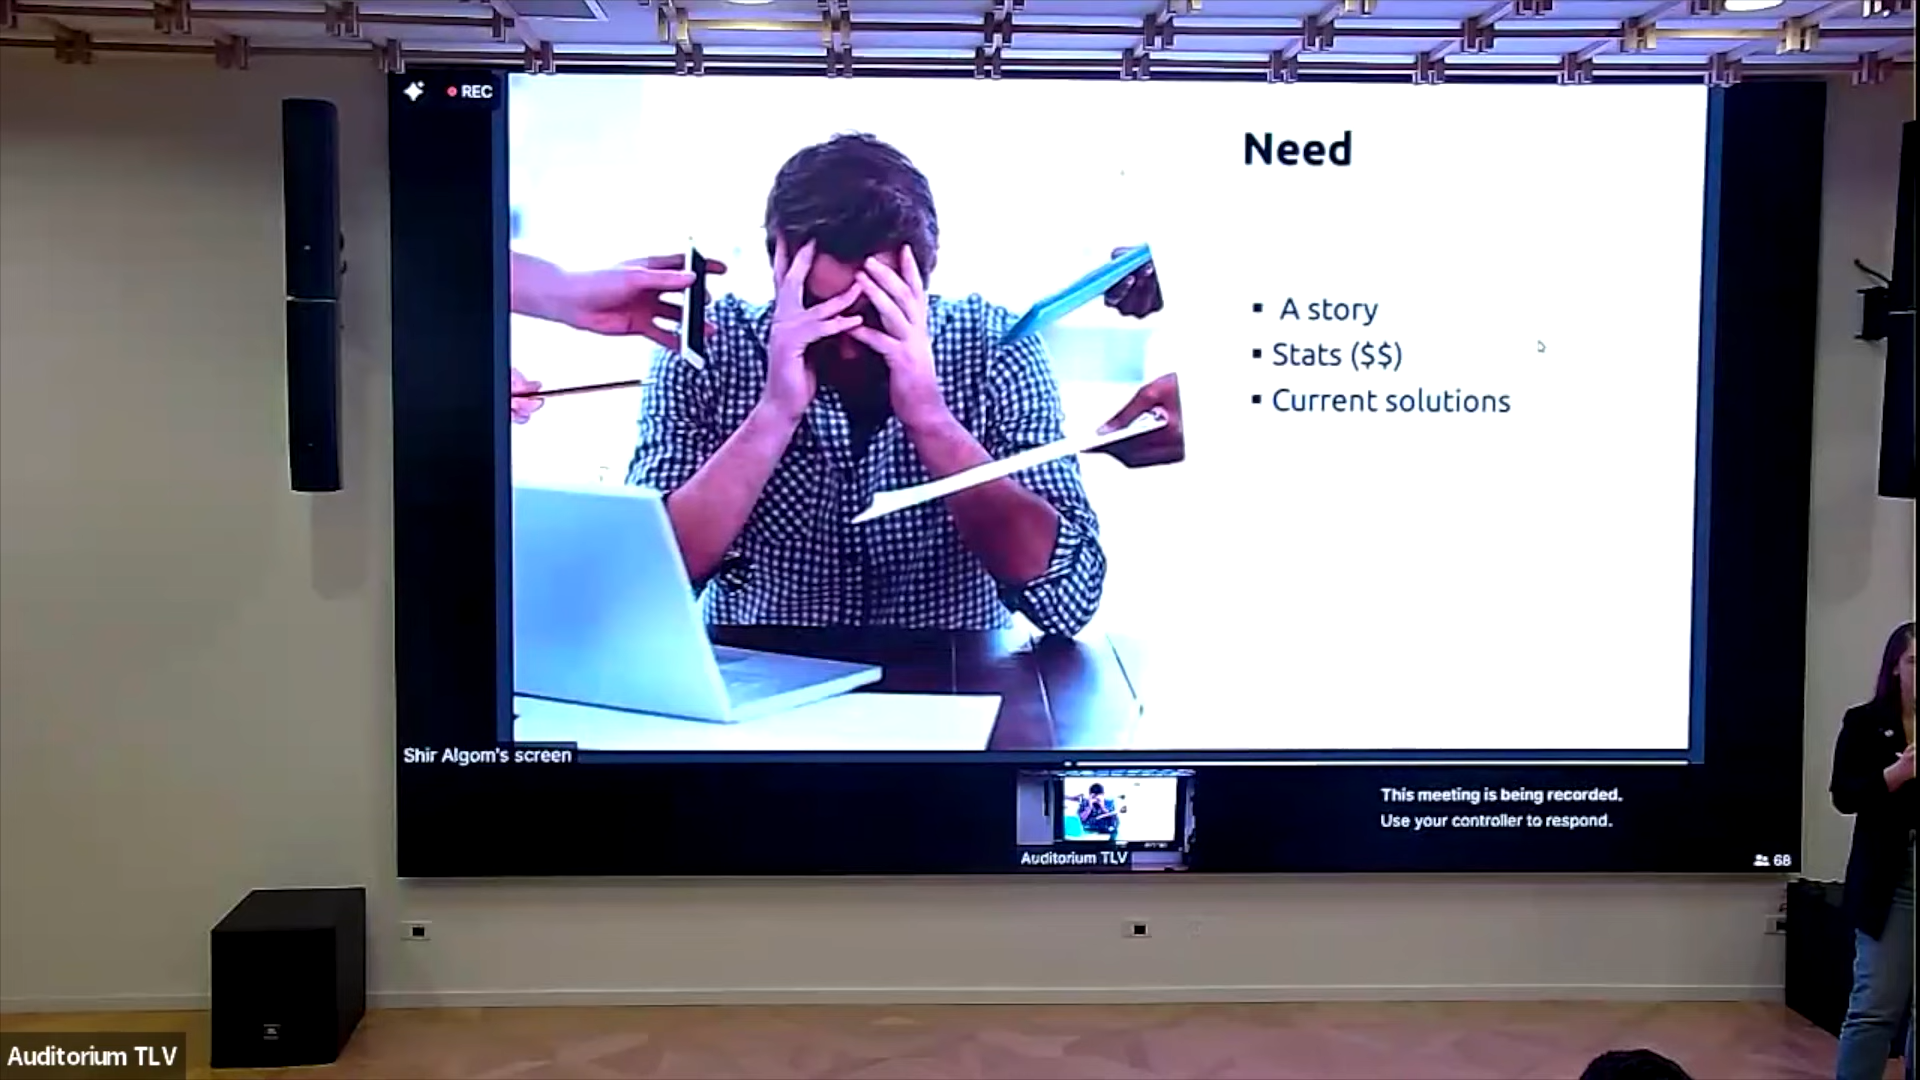 REC
Need
▪ A story
▪ Stats ($$)
▪ Current solutions
Shir Algom's screen
This meeting is being recorded.
Use your controller to respond.
Auditorium TLV
68
Auditorium TLV